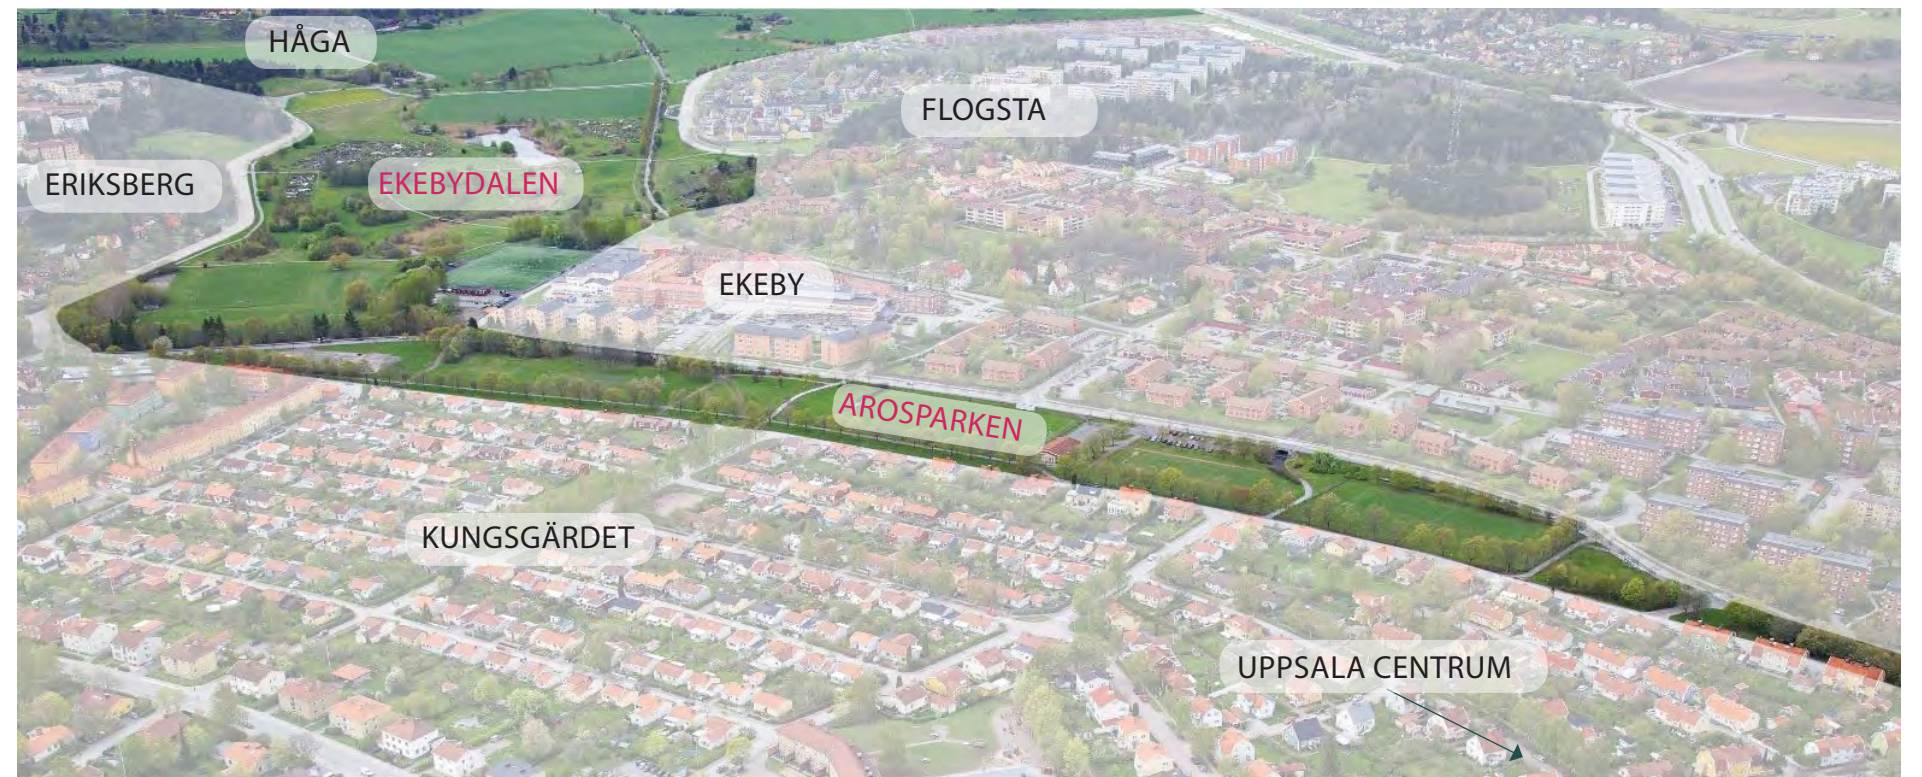 HÅGA
FLOGSTA
ERIKSBERG
EKEBYDALEN
EKEBY
AROSPARKEN
KUNGSGÄRDET
UPPSALA CENTRUM